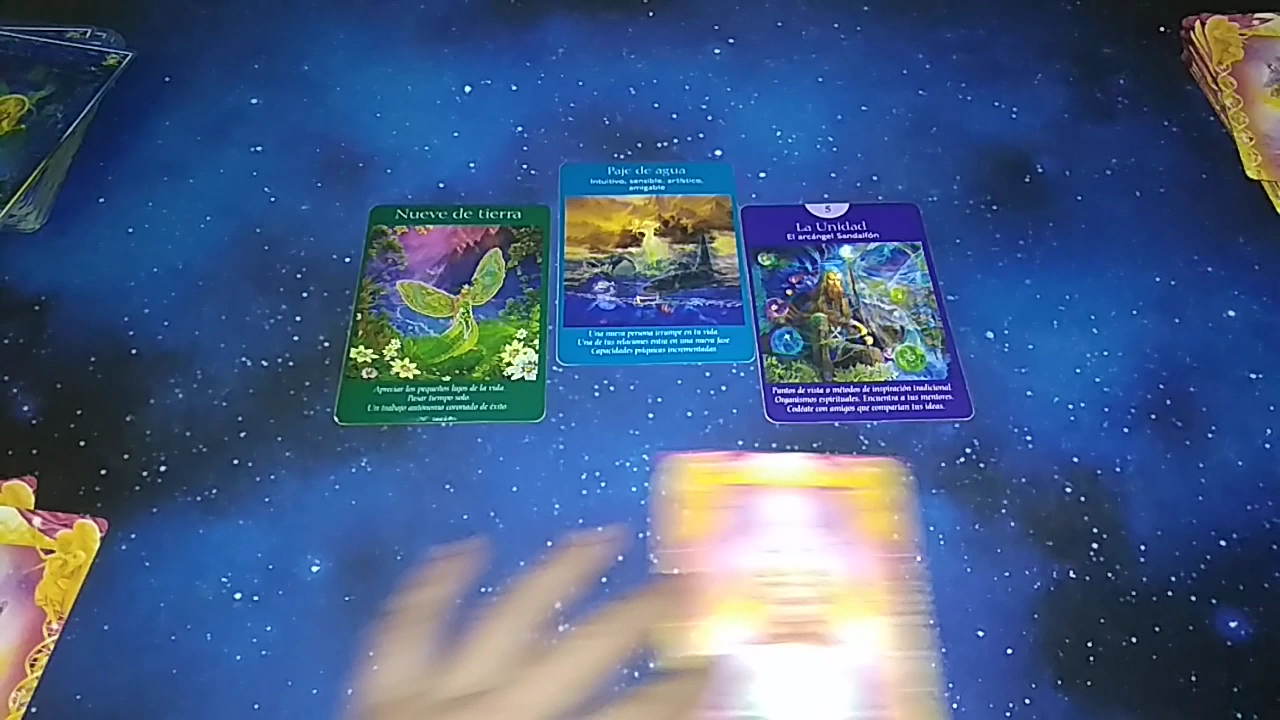 Nueve de tierra
Apreciar los pequeños lujos de la vida
Pasar tiempo solo
Un trabajo autónomo coronado de éxito
Paje de agua
Intuitivo, sensible, artístico,
amigable
Una nueva persona irrumpe en tu vida
Una de tus relaciones entra en una nueva fase
Capacidades psíquicas incrementadas
5
La Unidad
El arcángel Sandalfón
Puntos de vista o métodos de inspiración tradicional
Organismos espirituales. Encuentra a tus mentores.
Codéate con amigos que compartan tus ideas.